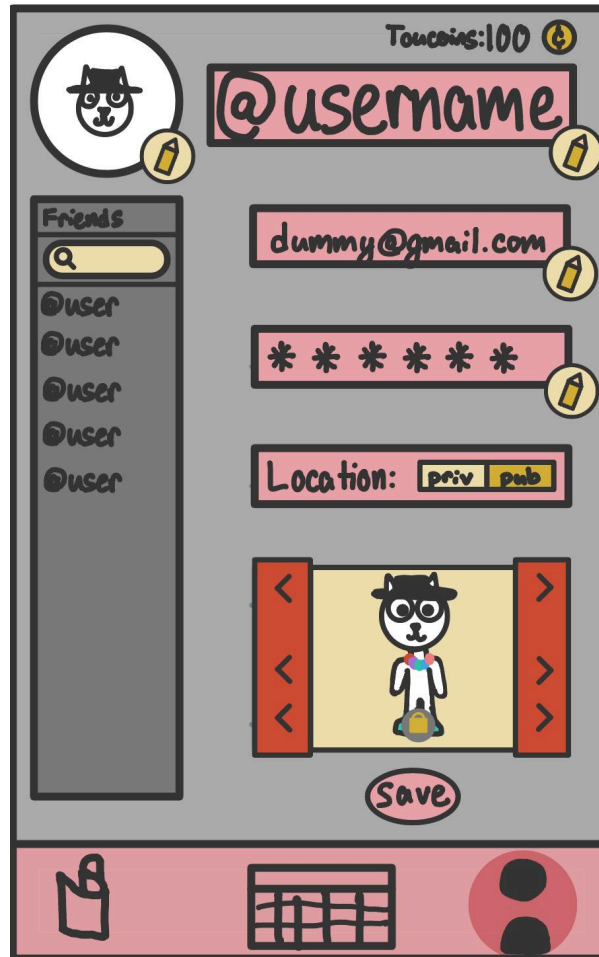 Toucoins:100 ¢
@username
Friends
@user
@user
@user
@user
@user
dummy@gmail.com
******
Location: priv pub
Save